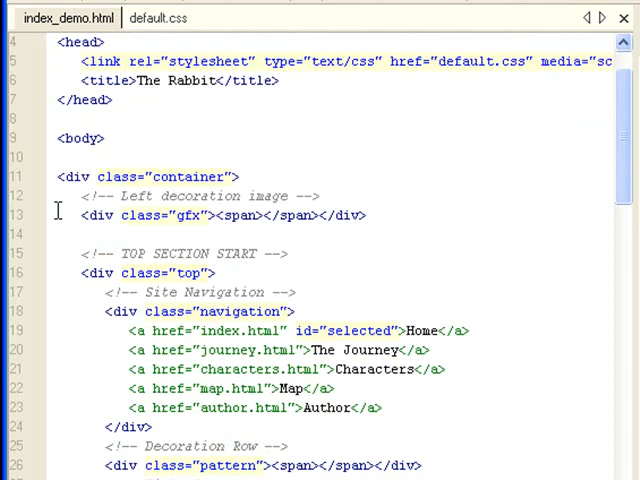 index_demo.html default.css
4 <head>
5 <link rel="stylesheet" type="text/css" href="default.css" media="sc
6 <title>The Rabbit</title>
7 </head>
8
9 <body>
10
11 <div class="container">
12 <!-- Left decoration image -->
13 <div class="gfx"><span></span></div>
14
15 <!-- TOP SECTION START -->
16 <div class="top">
17 <!-- Site Navigation -->
18 <div class="navigation">
19 <a href="index.html" id="selected">Home</a>
20 <a href="journey.html">The Journey</a>
21 <a href="characters.html">Characters</a>
22 <a href="map.html">Map</a>
23 <a href="author.html">Author</a>
24 </div>
25 <!-- Decoration Row -->
26 <div class="pattern"><span></span></div>